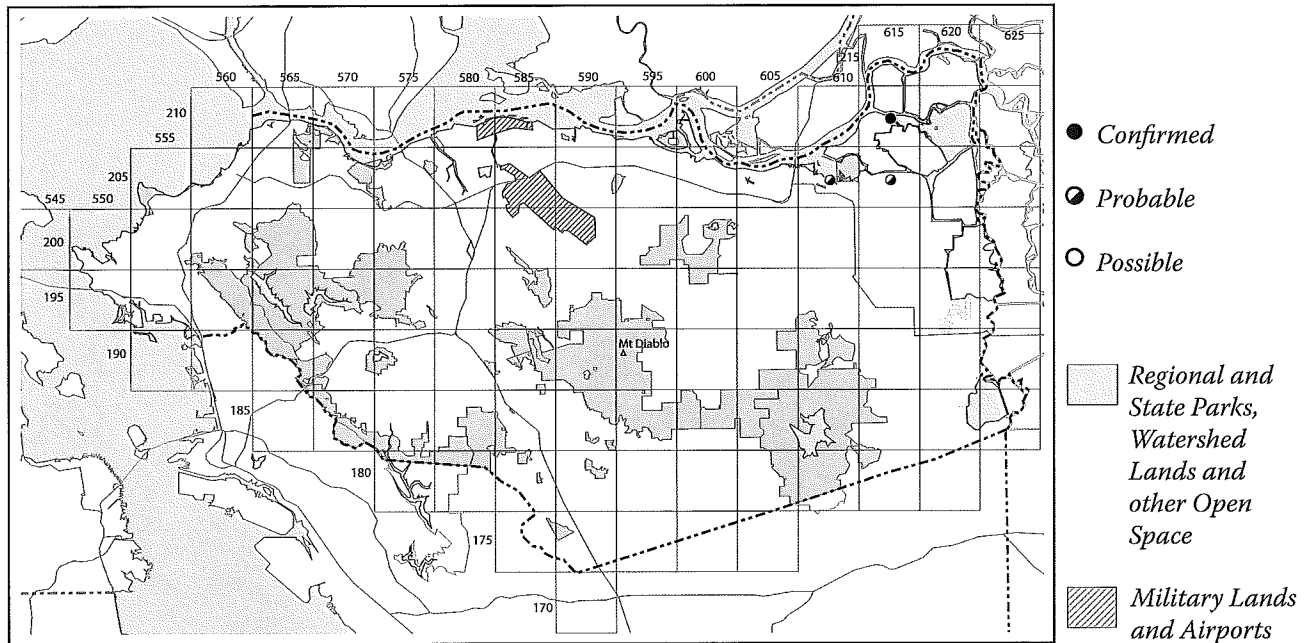 615 620 625
215
560 565 570 575 580 585 590 595 600 605 610
210
555
205
545 550
200
195
190
185
180
175
170
Mt Diablo
Confirmed
Probable
Possible
Regional and
State Parks,
Watershed
Lands and
other Open
Space
Military Lands
and Airports